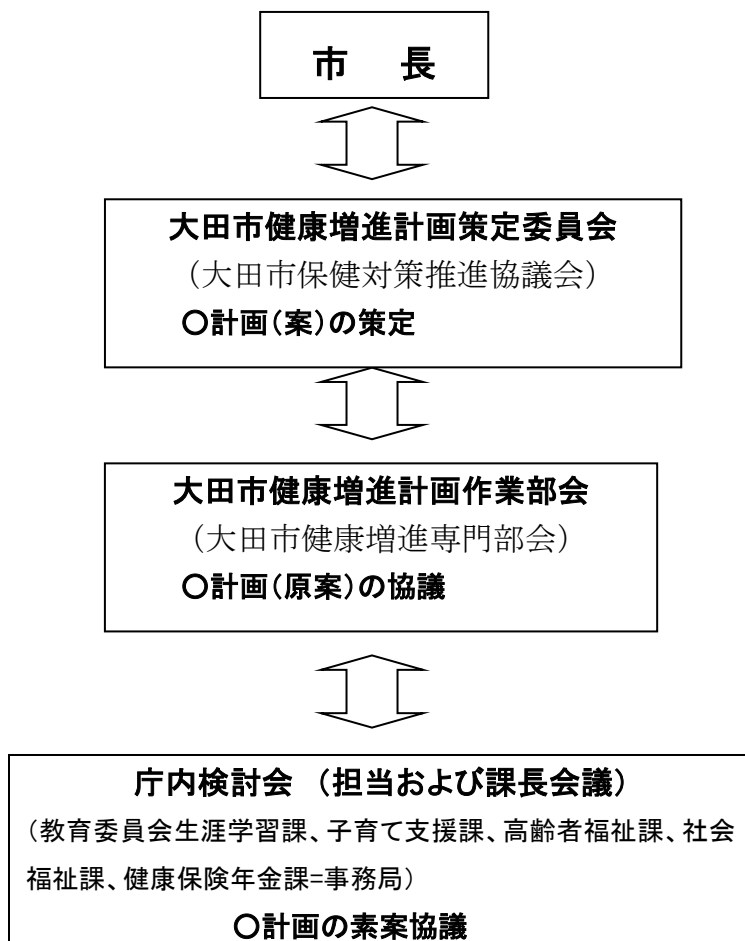 市　長
大田市健康増進計画策定委員会
（大田市保健対策推進協議会）
〇計画（案）の策定
大田市健康増進計画作業部会
（大田市健康増進専門部会）
〇計画（原案）の協議
庁内検討会　（担当および課長会議）
（教育委員会生涯学習課、子育て支援課、高齢者福祉課、社会
福祉課、健康保険年金課=事務局）
〇計画の素案協議